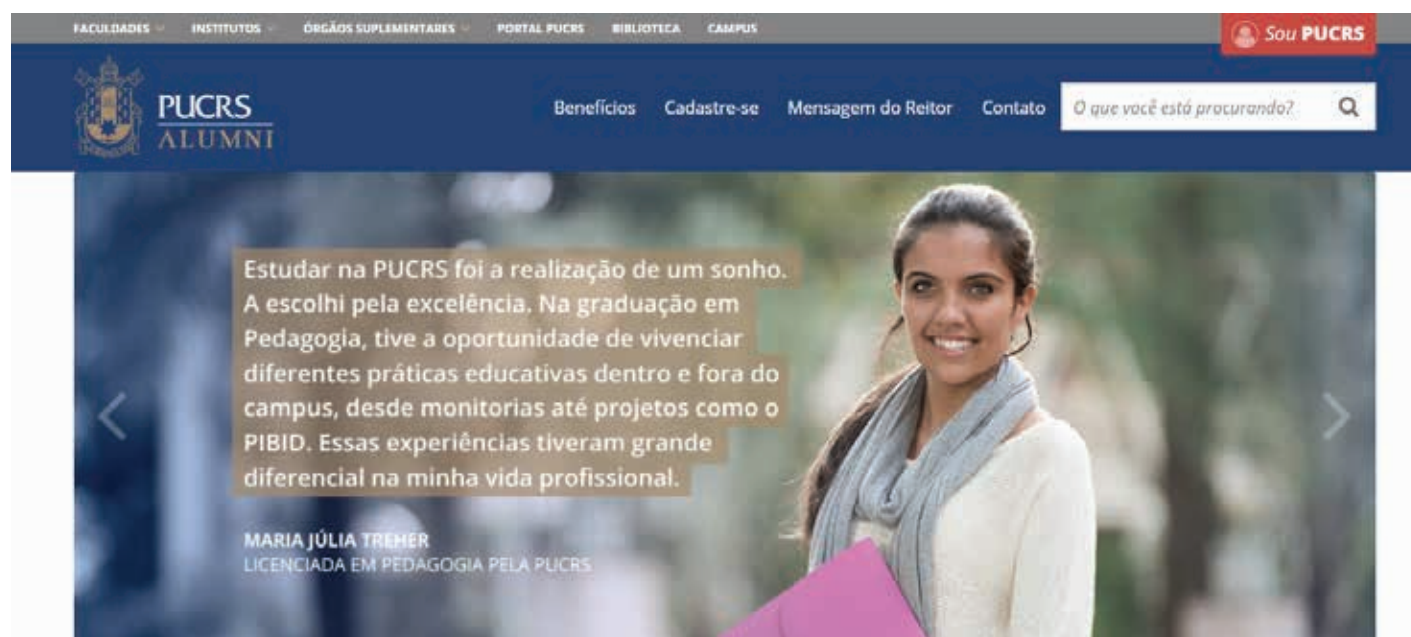 FACULDADES INSTITUTOS ÓRGÃOS SUPLEMENTARES PORTAL PUCRS BIBLIOTECA CAMPUS
Sou PUCRS
PUCRS
ALUMNI
Benefícios Cadastre-se Mensagem do Reitor Contato O que você está procurando?
Estudar na PUCRS foi a realização de um sonho.
A escolhi pela excelência. Na graduação em
Pedagogia, tive a oportunidade de vivenciar
diferentes práticas educativas dentro e fora do
campus, desde monitorias até projetos como o
PIBID. Essas experiências tiveram grande
diferencial na minha vida profissional.
MARIA JÚLIA TREHER
LICENCIADA EM PEDAGOGIA PELA PUCRS